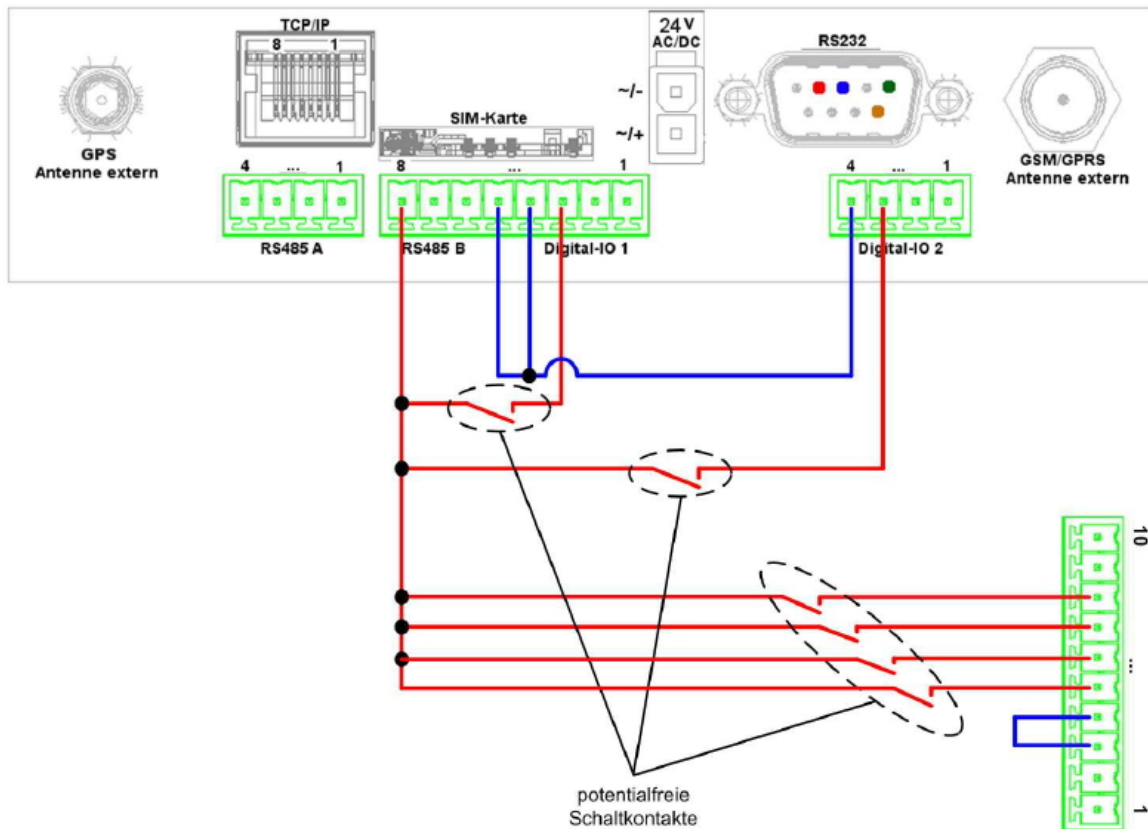 TCP/IP
8 1
24 V
AC/DC
RS232
~/-
~/+
SIM-Karte
GPS
Antenne extern
GSM/GPRS
Antenne extern
4 ... 1
8 ... 1
4 ... 1
RS485 A
RS485 B
Digital-IO 1
Digital-IO 2
10
...
1
potentialfreie
Schaltkontakte